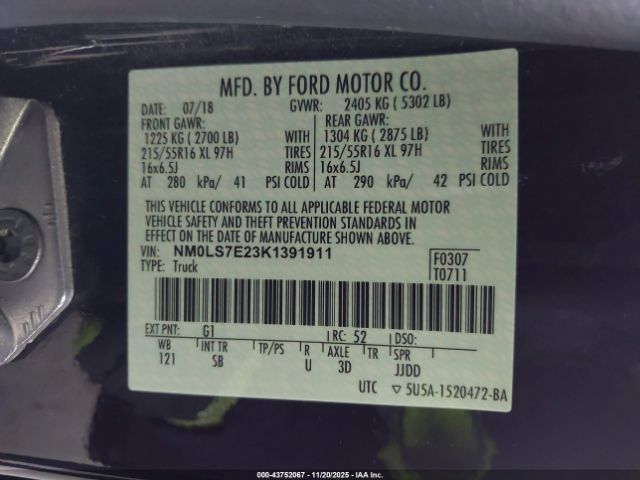 MFD. BY FORD MOTOR CO.
DATE: 07/18 GVWR: 2405 KG ( 5302 LB)
FRONT GAWR: REAR GAWR:
1225 KG ( 2700 LB) WITH 1304 KG ( 2875 LB) WITH
215/55R16 XL 97H TIRES 215/55R16 XL 97H TIRES
16x6.5J RIMS 16x6.5J RIMS
AT 280 kPa/ 41 PSI COLD AT 290 kPa/ 42 PSI COLD
THIS VEHICLE CONFORMS TO ALL APPLICABLE FEDERAL MOTOR
VEHICLE SAFETY AND THEFT PREVENTION STANDARDS IN
EFFECT ON THE DATE OF MANUFACTURE SHOWN ABOVE.
VIN: NM0LS7E23K1391911 F0307
TYPE: Truck T0711
EXT PNT: G1 RC: 52 DSO:
WB INT TR TP/PS R AXLE TR SPR
121 SB U 3D JJDD
UTC ▽ 5U5A-1520472-BA
000-43752067 - 11/20/2025 - IAA Inc.